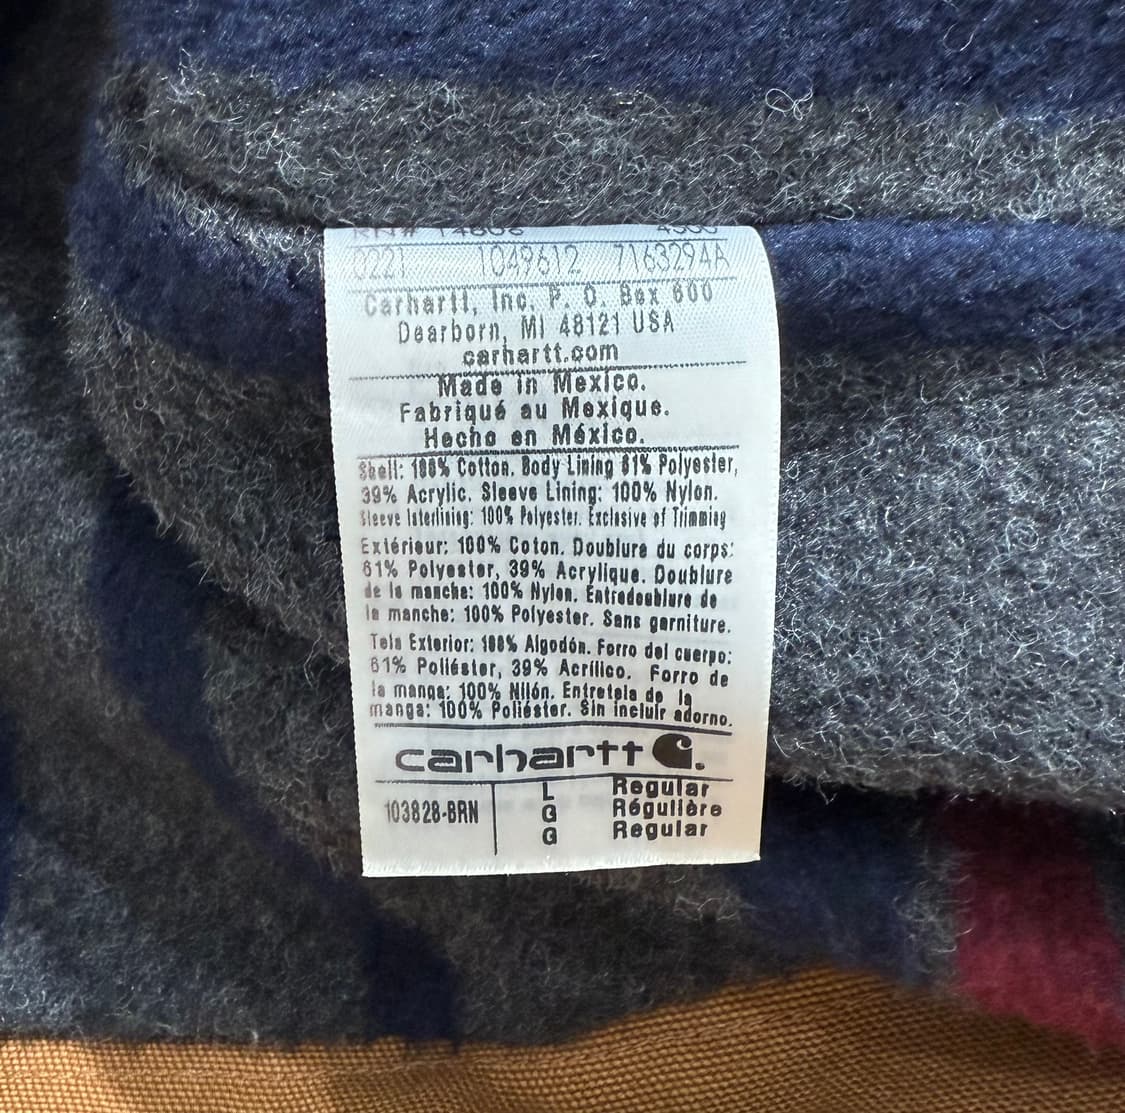 RN# 14806 4300
0221 1049612 7163294A
Carhartt, Inc. P. O. Box 600
Dearborn, MI 48121 USA
carhartt.com
Made in Mexico.
Fabriqué au Mexique.
Hecho en México.
Shell: 100% Cotton. Body Lining 61% Polyester,
39% Acrylic. Sleeve Lining: 100% Nylon.
Sleeve Interlining: 100% Polyester. Exclusive of Trimming
Extérieur: 100% Coton. Doublure du corps:
61% Polyester, 39% Acrylique. Doublure
de la manche: 100% Nylon. Entredoublure de
la manche: 100% Polyester. Sans garniture.
Tela Exterior: 100% Algodón. Forro del cuerpo:
61% Poliéster, 39% Acrílico. Forro de
la manga: 100% Nilón. Entretela de la
manga: 100% Poliéster. Sin incluir adorno.
carhartt
103828-BRN L Regular
G Régulière
G Regular